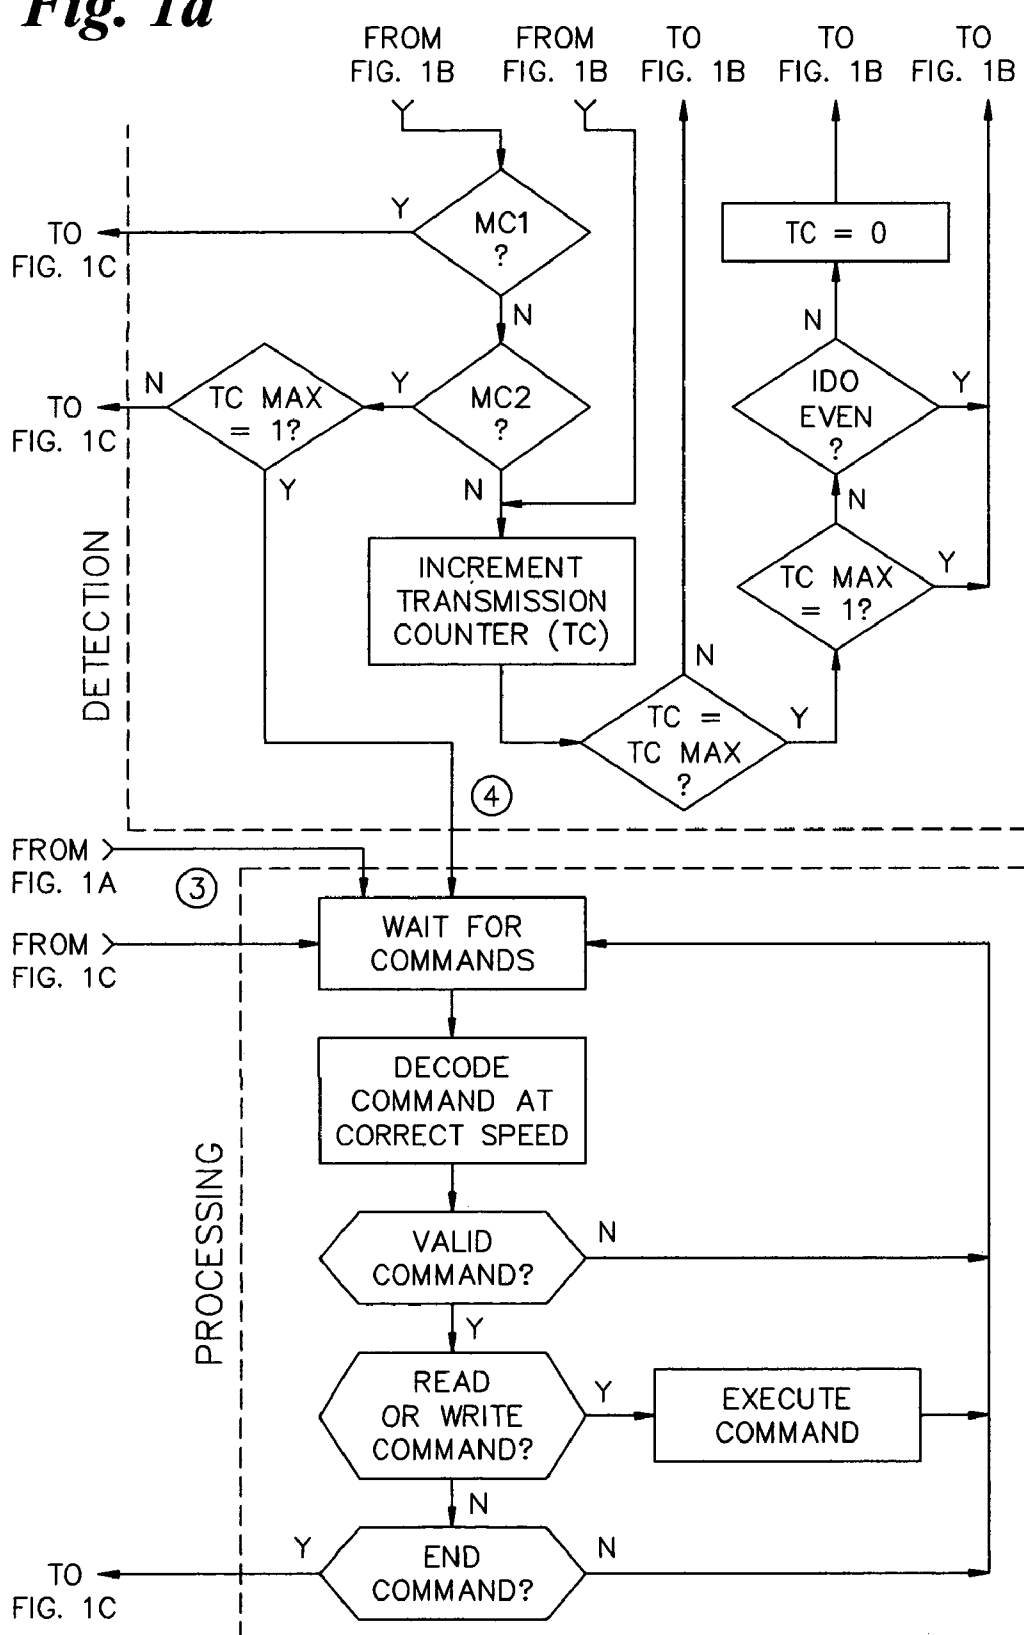 Fig. 1a
FROM
FIG. 1B
FROM
FIG. 1B
TO
FIG. 1B
TO
FIG. 1B
TO
FIG. 1B
MC1
?
Y
TO
FIG. 1C
N
MC2
?
Y
TC MAX
= 1?
N
TO
FIG. 1C
Y
N
INCREMENT
TRANSMISSION
COUNTER (TC)
TC =
TC MAX
?
N
Y
TC MAX
= 1?
Y
N
IDO
EVEN
?
Y
N
TC = 0
DETECTION
4
FROM
FIG. 1A
3
FROM
FIG. 1C
WAIT FOR
COMMANDS
DECODE
COMMAND AT
CORRECT SPEED
VALID
COMMAND?
N
Y
READ
OR WRITE
COMMAND?
Y
EXECUTE
COMMAND
N
END
COMMAND?
N
Y
TO
FIG. 1C
PROCESSING